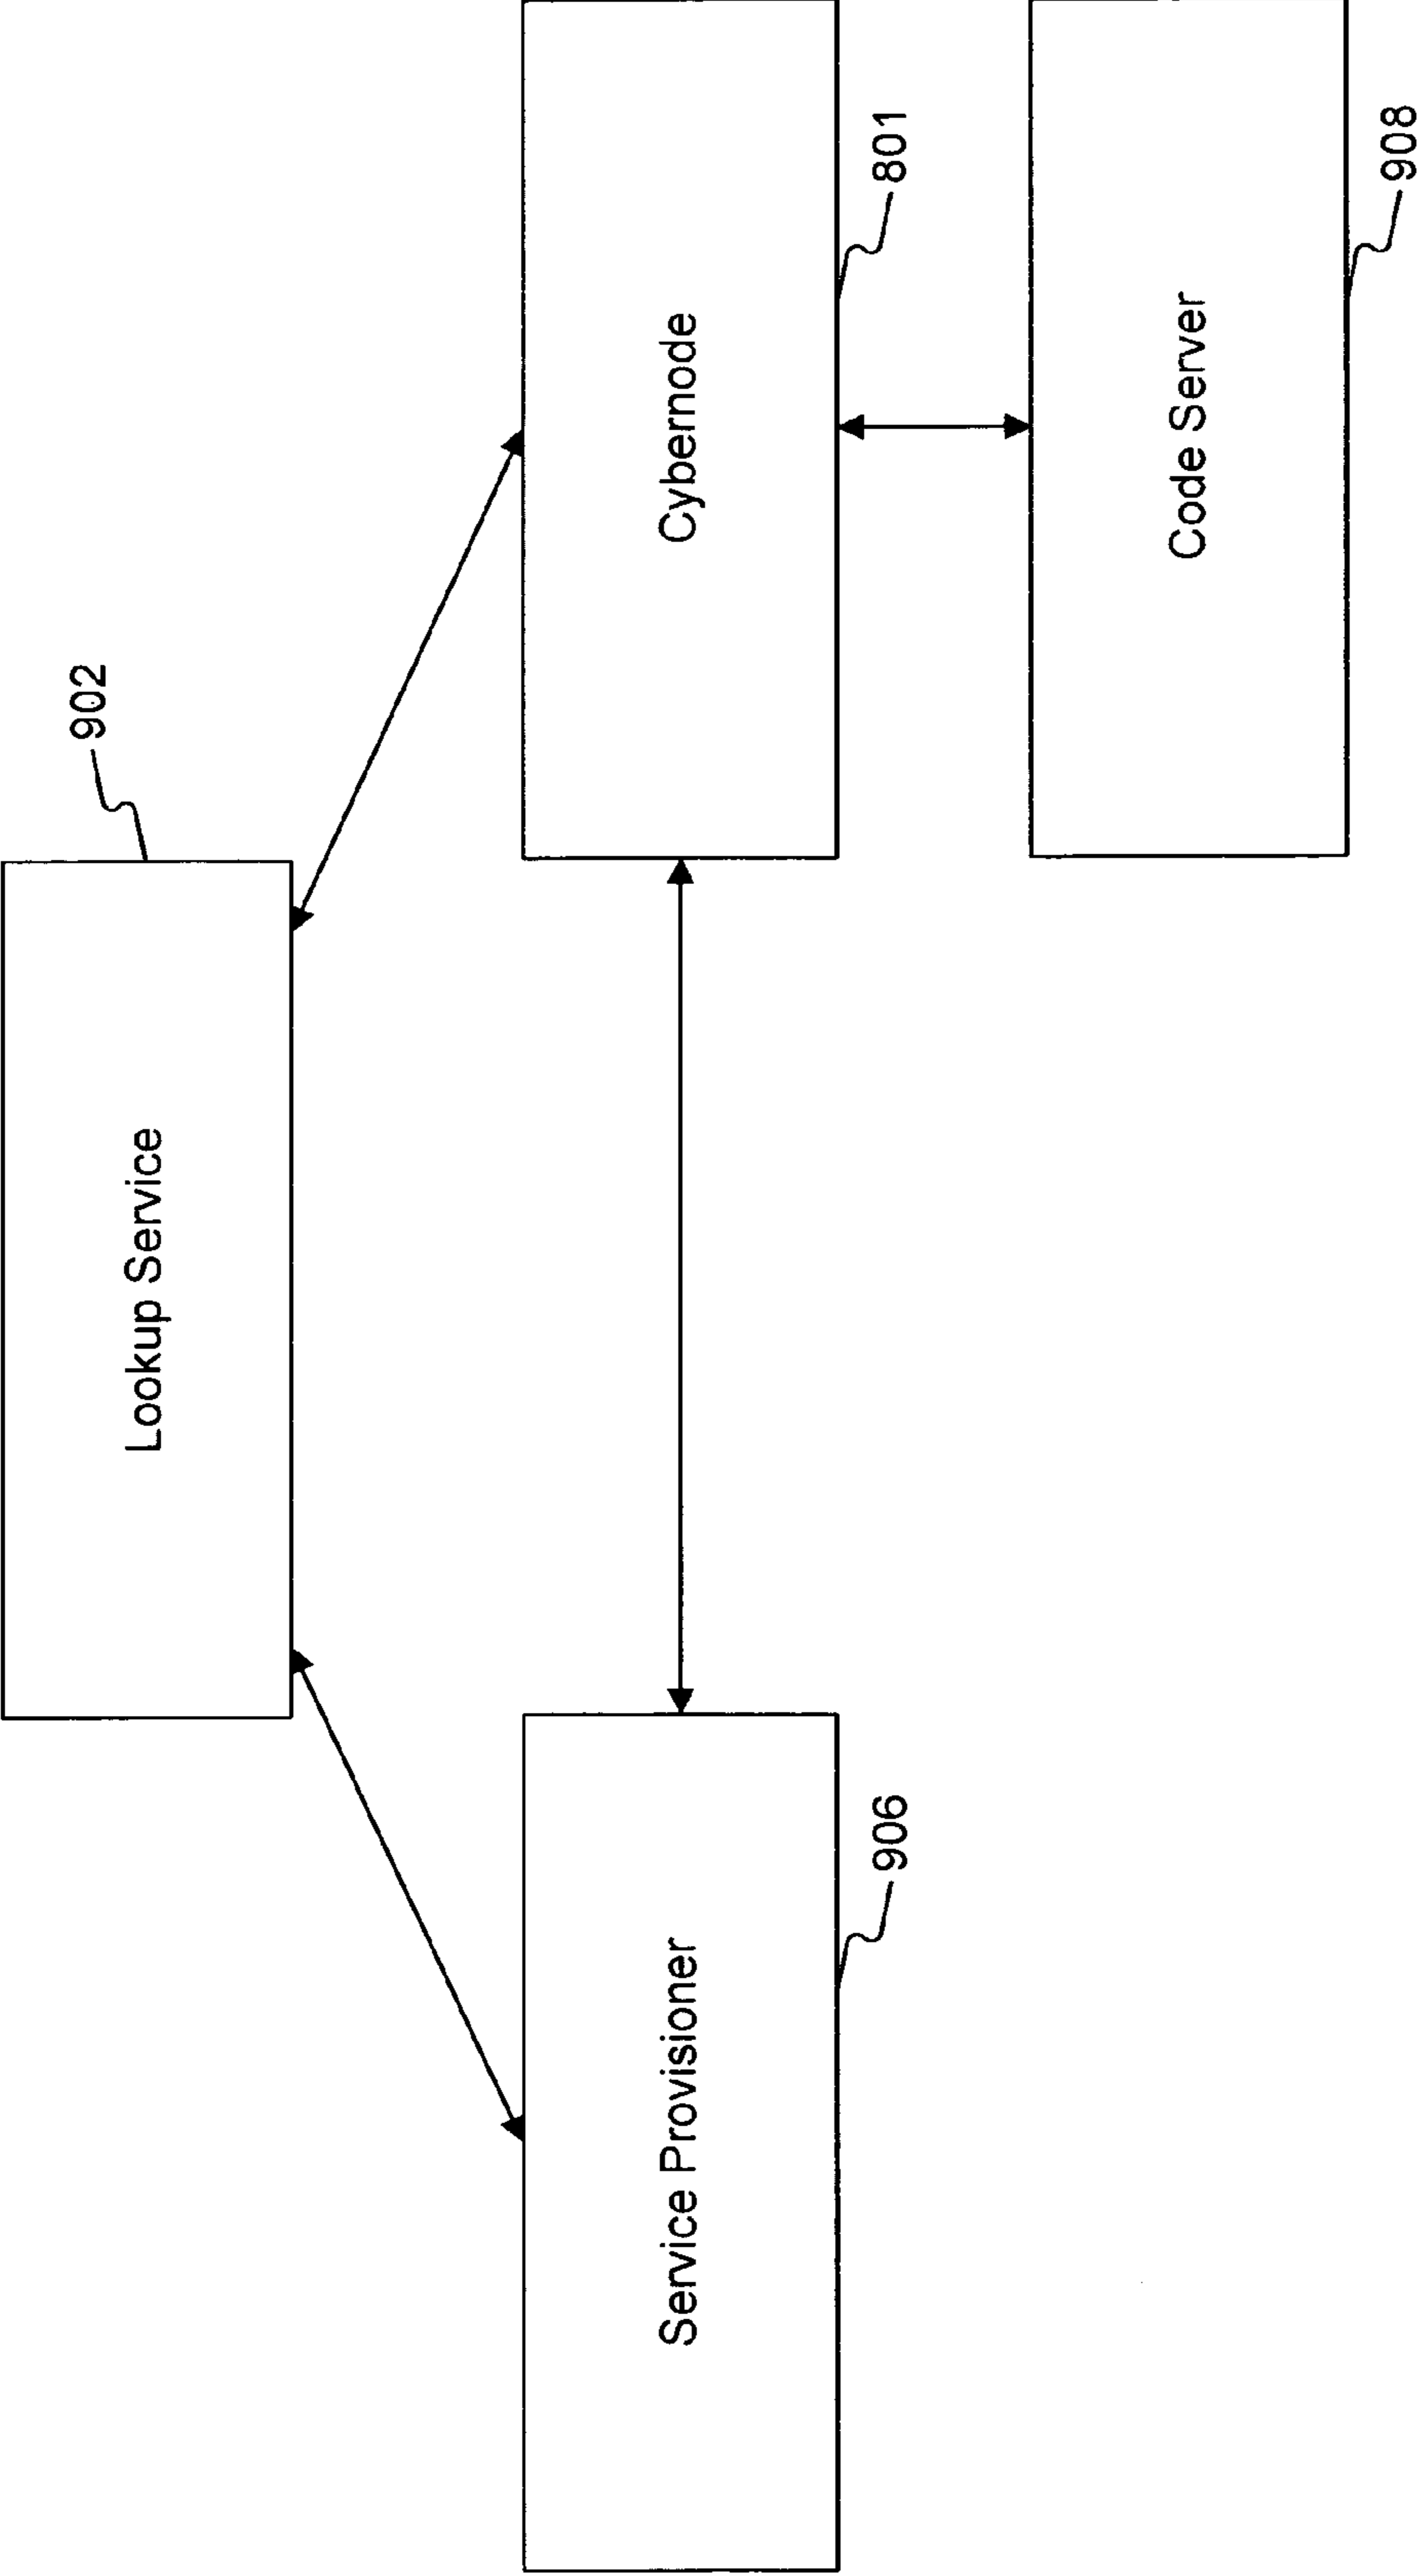 Lookup Service
902
Service Provisioner
906
Cybernode
801
Code Server
908